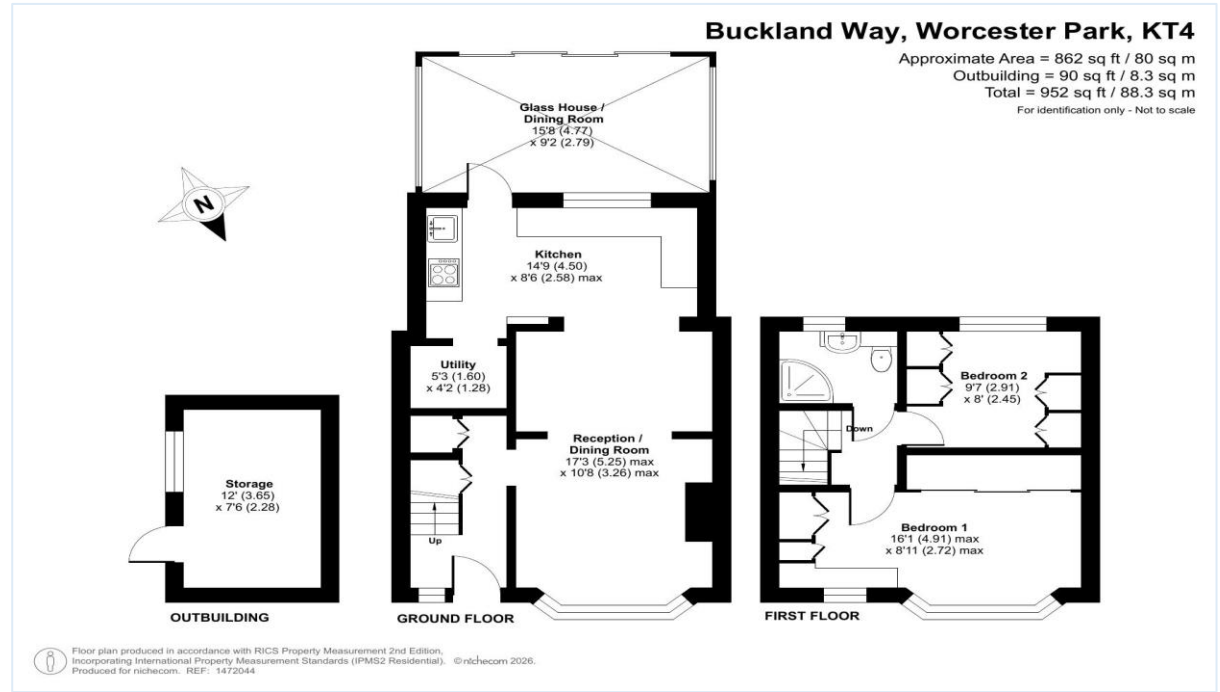 Buckland Way, Worcester Park, KT4
Approximate Area = 862 sq ft / 80 sq m
Outbuilding = 90 sq ft / 8.3 sq m
Total = 952 sq ft / 88.3 sq m
For identification only - Not to scale
Glass House /
Dining Room
15'8 (4.77)
x 9'2 (2.79)
N
Kitchen
14'9 (4.50)
x 8'6 (2.58) max
Utility
5'3 (1.60)
x 4'2 (1.28)
Reception /
Dining Room
17'3 (5.25) max
x 10'8 (3.26) max
Up
GROUND FLOOR
Storage
12' (3.65)
x 7'6 (2.28)
OUTBUILDING
Bedroom 2
9'7 (2.91)
x 8' (2.45)
Down
Bedroom 1
16'1 (4.91) max
x 8'11 (2.72) max
FIRST FLOOR
Floor plan produced in accordance with RICS Property Measurement 2nd Edition,
Incorporating International Property Measurement Standards (IPMS2 Residential). ©nichecom 2026.
Produced for nichecom. REF: 1472044